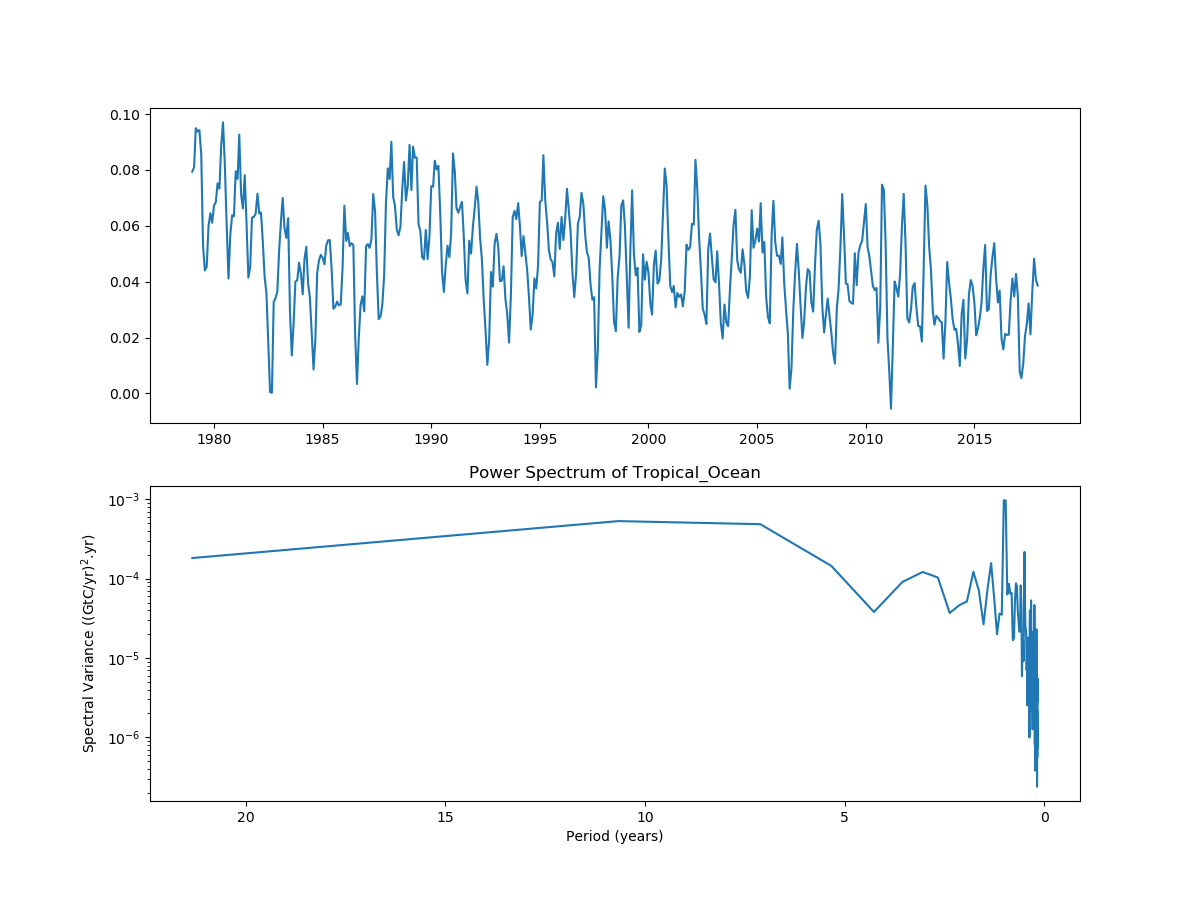 0.10
0.08
0.06
0.04
0.02
0.00
1980 1985 1990 1995 2000 2005 2010 2015
Power Spectrum of Tropical_Ocean
10⁻³
10⁻⁴
10⁻⁵
10⁻⁶
Spectral Variance ((GtC/yr)².yr)
20 15 10 5 0
Period (years)